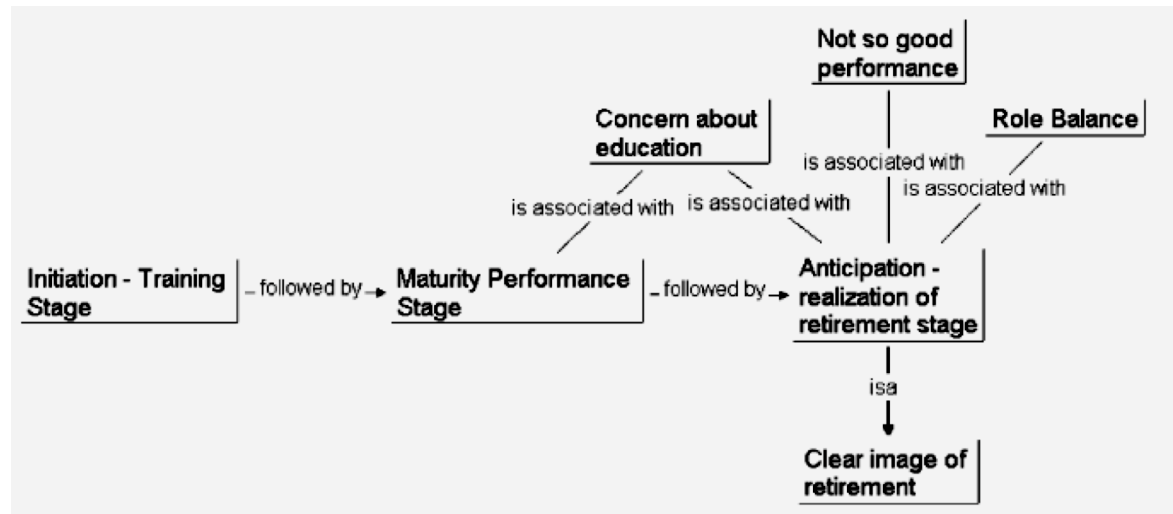 Not so good
performance
Concern about
education
Role Balance
is associated with
is associated with
is associated with
is associated with
Initiation - Training
Stage
followed by
Maturity Performance
Stage
followed by
Anticipation -
realization of
retirement stage
isa
Clear image of
retirement